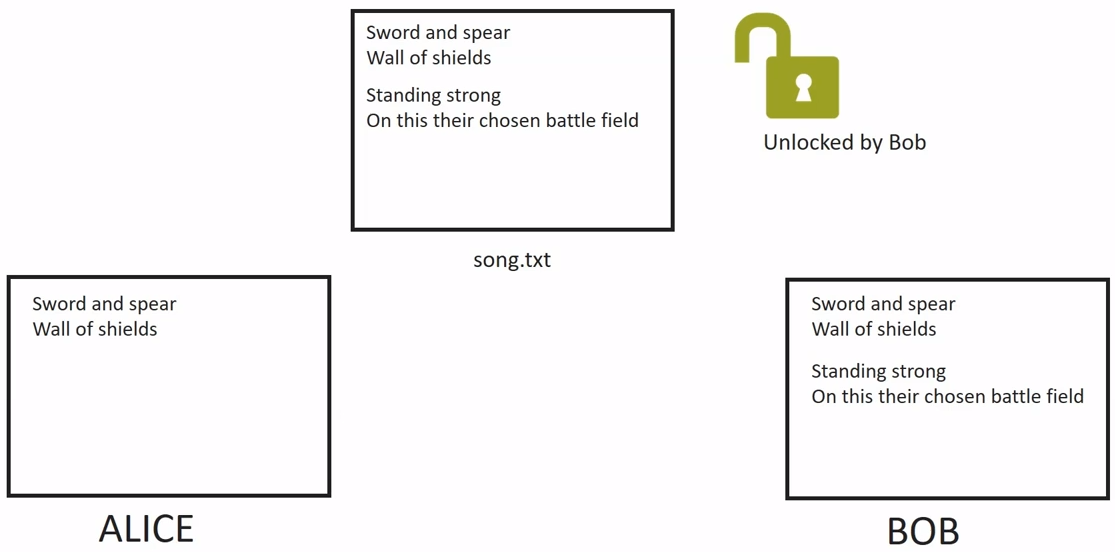 Sword and spear
Wall of shields
Standing strong
On this their chosen battle field
Unlocked by Bob
song.txt
Sword and spear
Wall of shields
ALICE
Sword and spear
Wall of shields
Standing strong
On this their chosen battle field
BOB